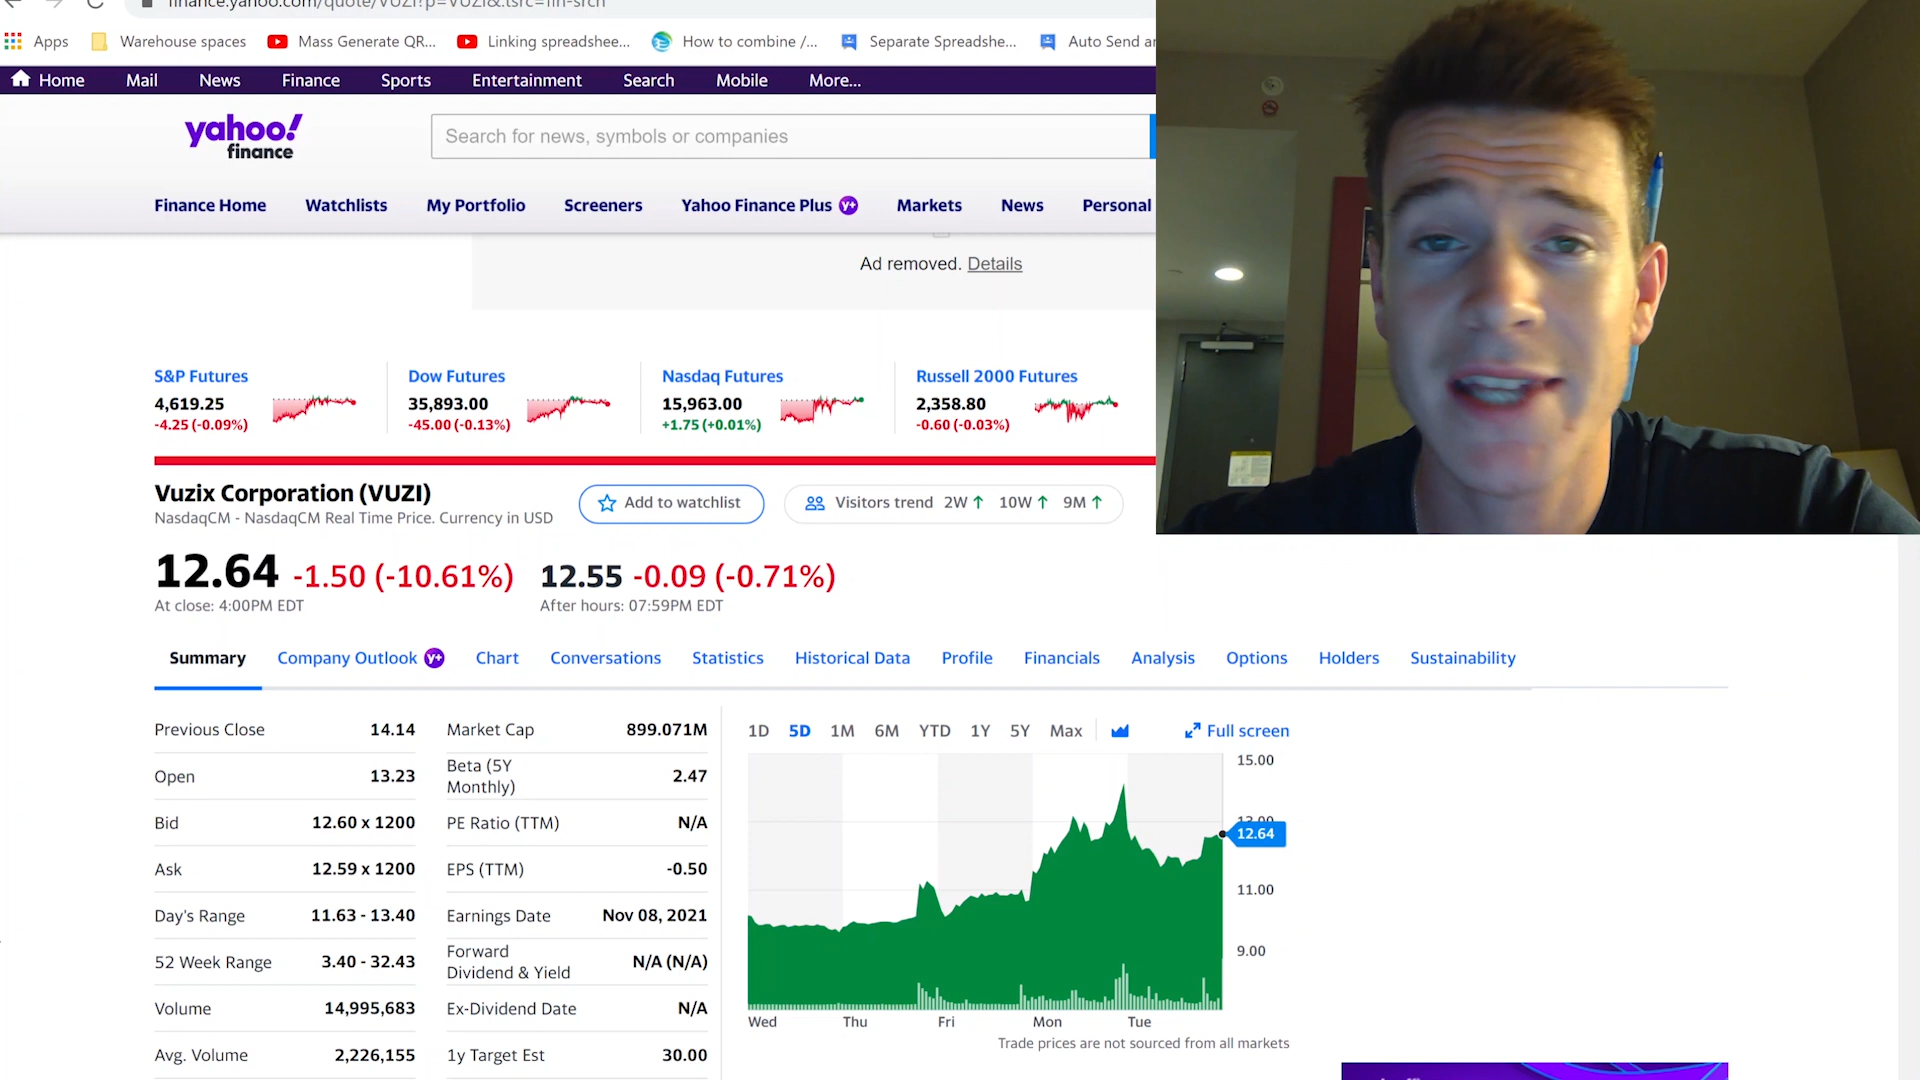 finance.yahoo.com/quote/VUZI?p=VUZI&.tsrc=fin-srch
Apps Warehouse spaces Mass Generate QR... Linking spreadshee... How to combine /... Separate Spreadshe... Auto Send an
Home Mail News Finance Sports Entertainment Search Mobile More...
yahoo!
finance
Search for news, symbols or companies
Finance Home Watchlists My Portfolio Screeners Yahoo Finance Plus Y+ Markets News Personal
Ad removed. Details
S&P Futures Dow Futures Nasdaq Futures Russell 2000 Futures
4,619.25 35,893.00 15,963.00 2,358.80
-4.25 (-0.09%) -45.00 (-0.13%) +1.75 (+0.01%) -0.60 (-0.03%)
Vuzix Corporation (VUZI)
Add to watchlist Visitors trend 2W ↑ 10W ↑ 9M ↑
NasdaqCM - NasdaqCM Real Time Price. Currency in USD
12.64 -1.50 (-10.61%) 12.55 -0.09 (-0.71%)
At close: 4:00PM EDT After hours: 07:59PM EDT
Summary Company Outlook Y+ Chart Conversations Statistics Historical Data Profile Financials Analysis Options Holders Sustainability
Previous Close 14.14
Open 13.23
Bid 12.60 x 1200
Ask 12.59 x 1200
Day's Range 11.63 - 13.40
52 Week Range 3.40 - 32.43
Volume 14,995,683
Avg. Volume 2,226,155
Market Cap 899.071M
Beta (5Y
Monthly) 2.47
PE Ratio (TTM) N/A
EPS (TTM) -0.50
Earnings Date Nov 08, 2021
Forward
Dividend & Yield N/A (N/A)
Ex-Dividend Date N/A
1y Target Est 30.00
1D 5D 1M 6M YTD 1Y 5Y Max Full screen
15.00
13.00
12.64
11.00
9.00
Wed Thu Fri Mon Tue
Trade prices are not sourced from all markets